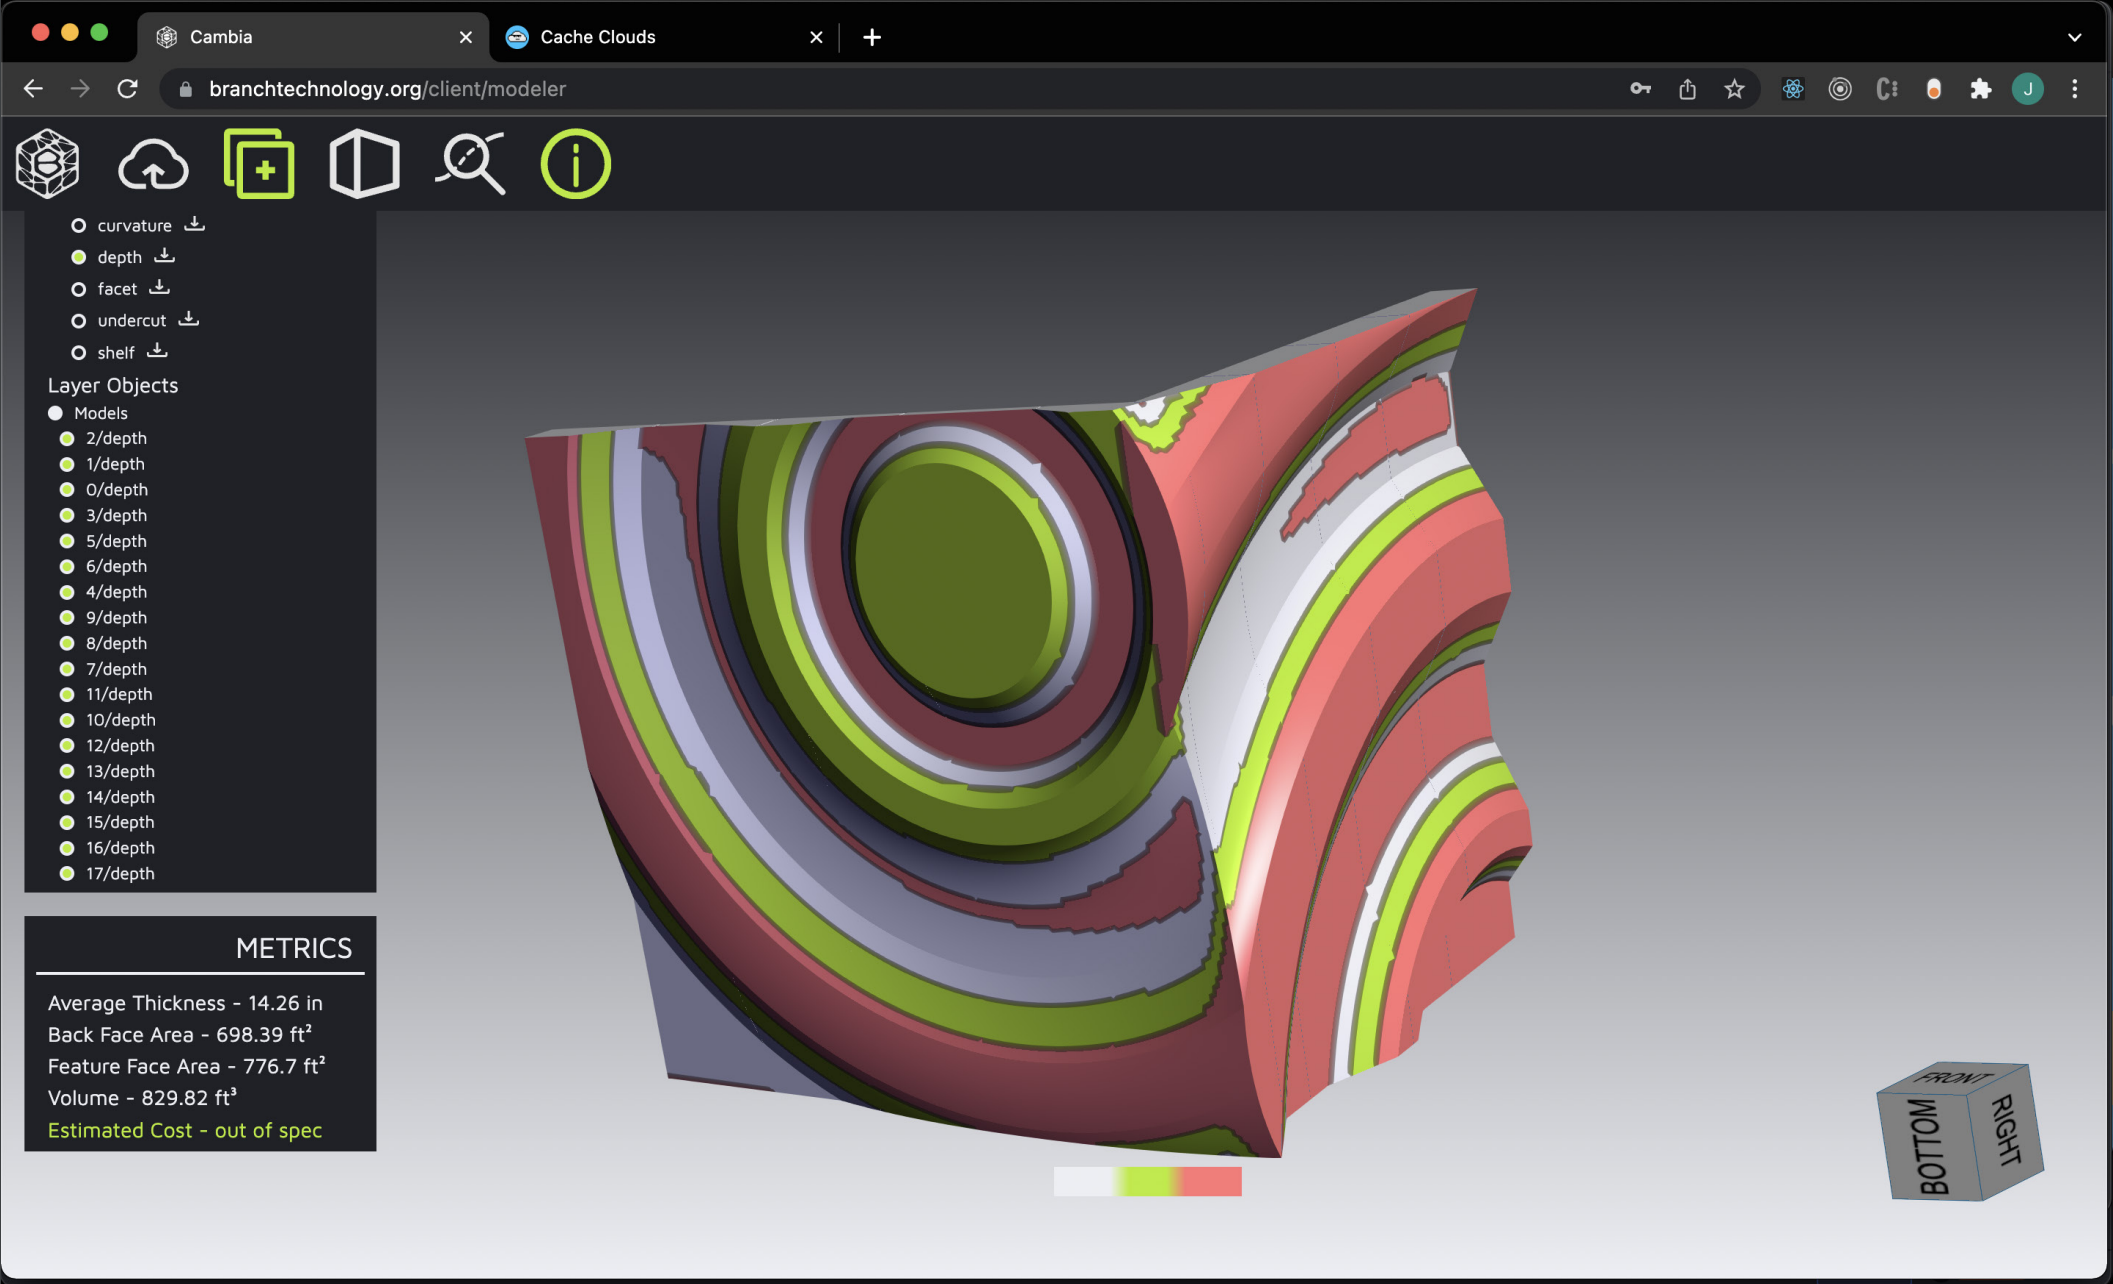 Cambia
Cache Clouds
branchtechnology.org/client/modeler
J
curvature
depth
facet
undercut
shelf
Layer Objects
Models
2/depth
1/depth
0/depth
3/depth
5/depth
6/depth
4/depth
9/depth
8/depth
7/depth
11/depth
10/depth
12/depth
13/depth
14/depth
15/depth
16/depth
17/depth
METRICS
Average Thickness - 14.26 in
Back Face Area - 698.39 ft²
Feature Face Area - 776.7 ft²
Volume - 829.82 ft³
Estimated Cost - out of spec
FRONT
BOTTOM
RIGHT